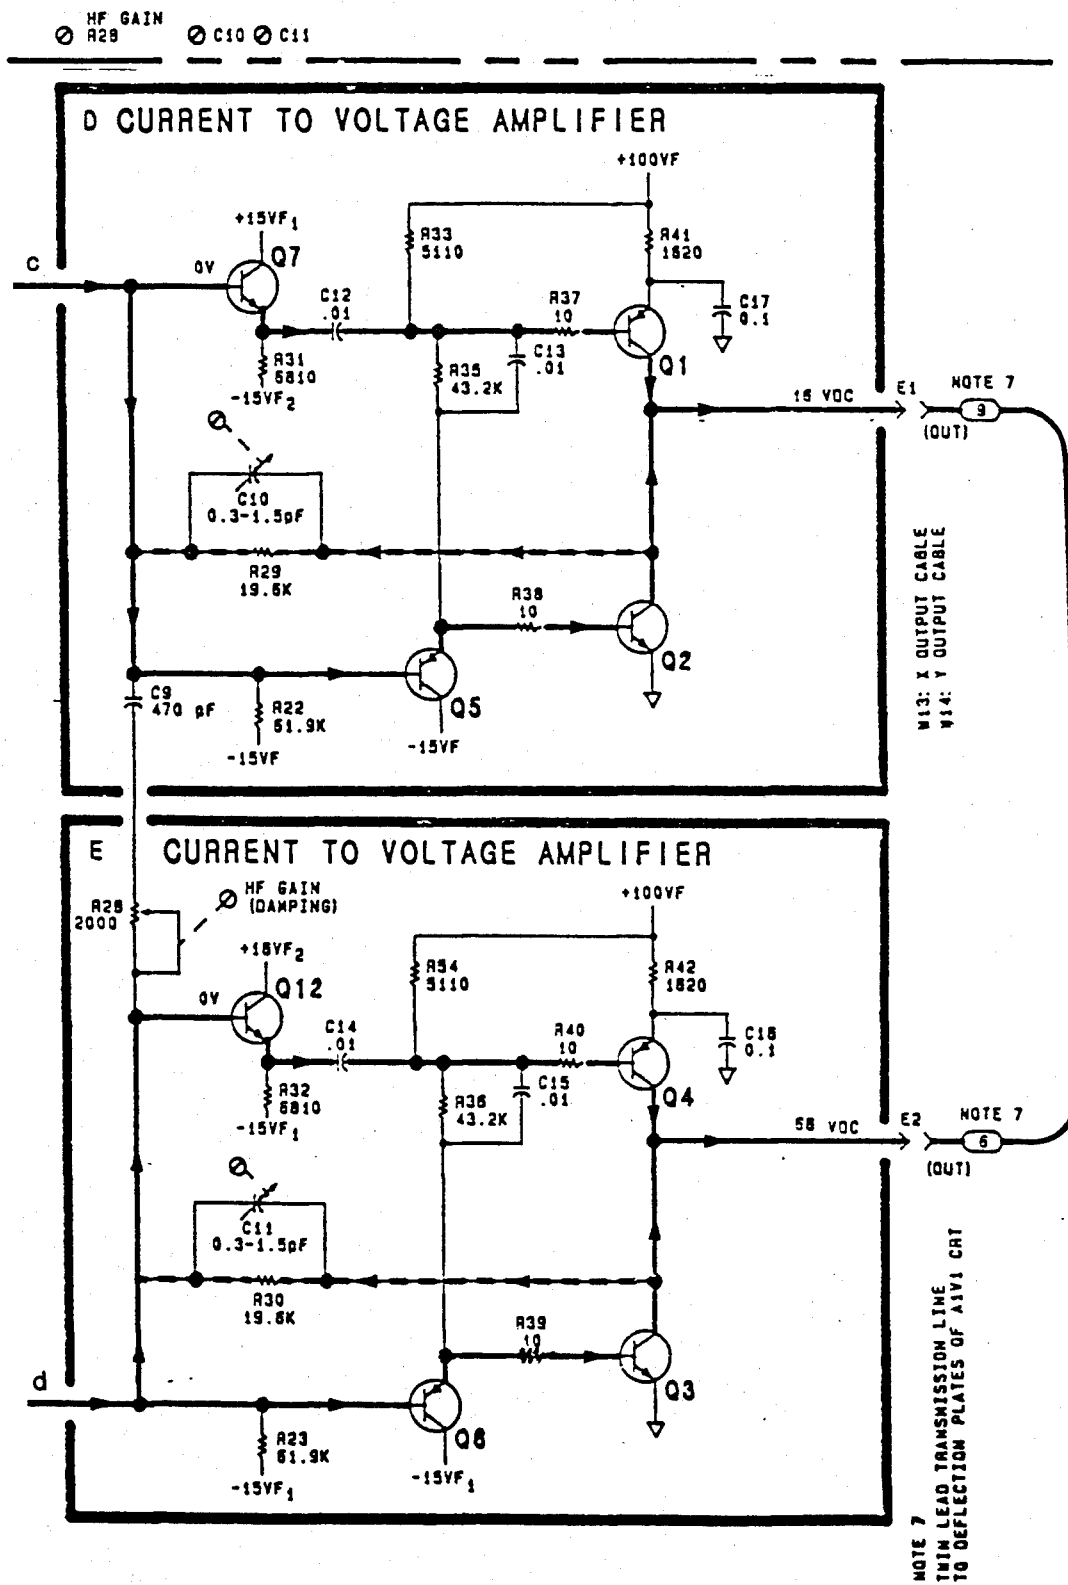 HF GAIN
R28 C10 C11
D CURRENT TO VOLTAGE AMPLIFIER
+100VF
+15VF1
R33
5110
R41
1620
Q7
C
0V
C12
.01
R37
10
C17
0.1
C13
.01
Q1
R31
6810
R35
43.2K
-15VF2
16 VDC
E1
NOTE 7
9
(OUT)
C10
0.3-1.5pF
R29
19.6K
R38
10
Q2
C9
470 pF
R22
61.9K
Q5
-15VF
-15VF
W13: X OUTPUT CABLE
W14: Y OUTPUT CABLE
E CURRENT TO VOLTAGE AMPLIFIER
HF GAIN
(DAMPING)
R28
2000
+100VF
+15VF2
R54
5110
R42
1620
Q12
0V
C14
.01
R40
10
C16
0.1
C15
.01
Q4
R32
6810
R36
43.2K
-15VF1
56 VDC
E2
NOTE 7
6
(OUT)
C11
0.3-1.5pF
R30
19.6K
R39
10
d
Q3
R23
61.9K
Q6
-15VF1
-15VF1
NOTE 7
TWIN LEAD TRANSMISSION LINE
TO DEFLECTION PLATES OF A1V1 CRT